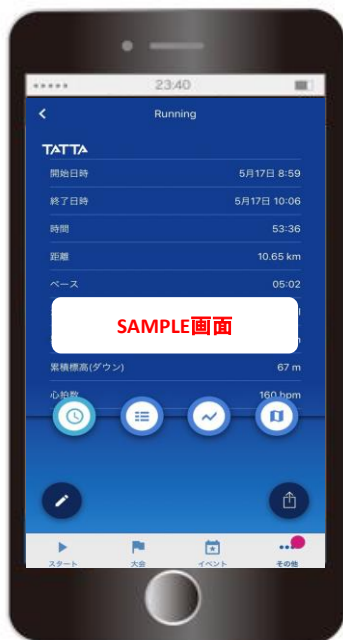 23:40
Running
TATTA
開始日時 5月17日 8:59
終了日時 5月17日 10:06
時間 53:36
距離 10.65 km
ペース 05:02
SAMPLE画面
累積標高(ダウン) 67 m
心拍数 160 bpm
スタート 大会 イベント その他